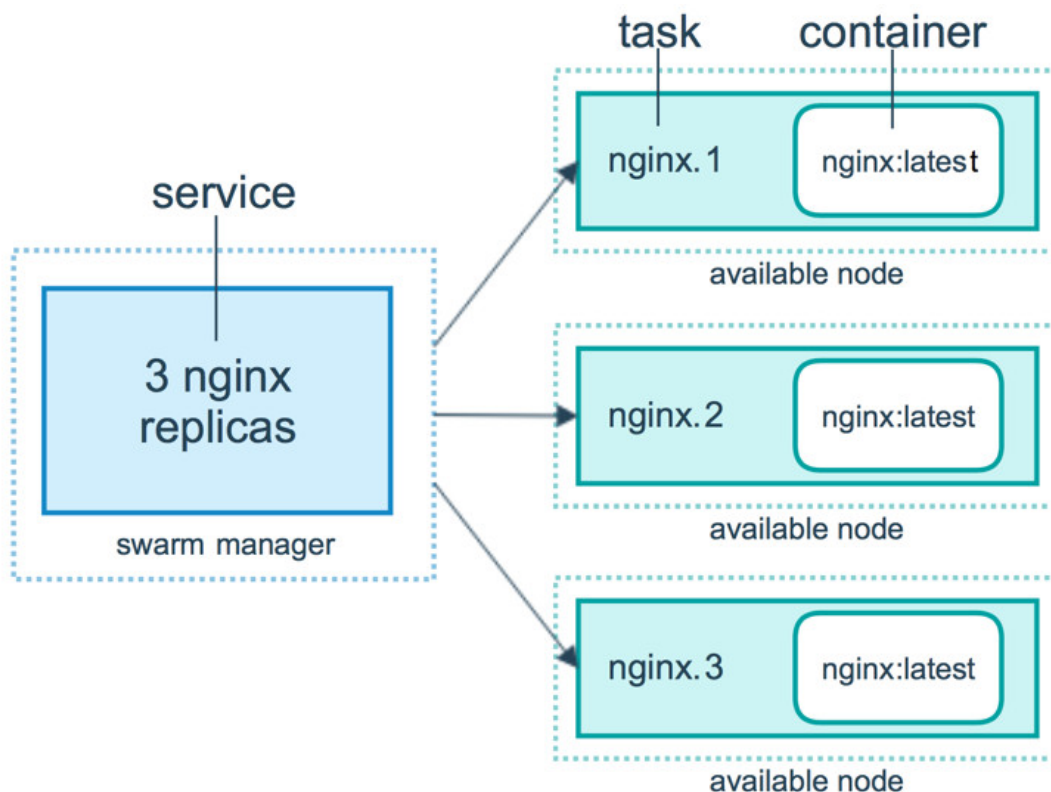 task
container
nginx.1
nginx:latest
available node
service
3 nginx
replicas
swarm manager
nginx.2
nginx:latest
available node
nginx.3
nginx:latest
available node